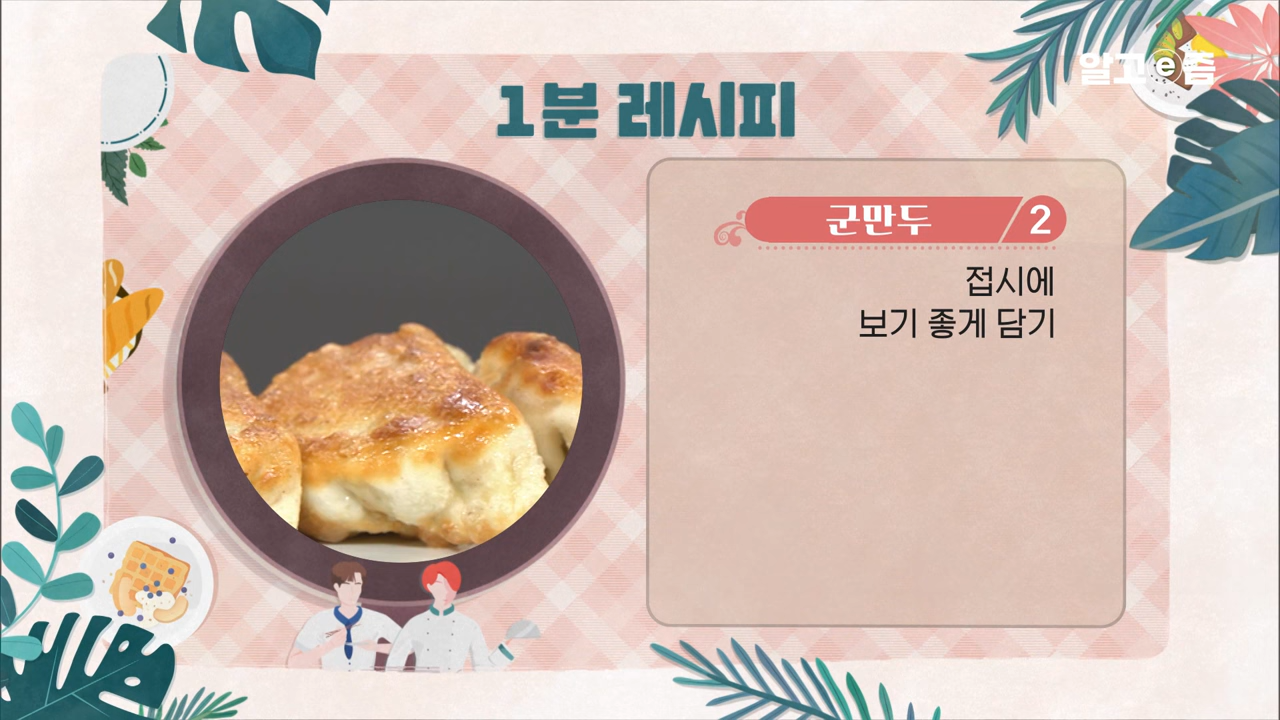 알고e즘
1분 레시피
군만두 2
접시에
보기 좋게 담기